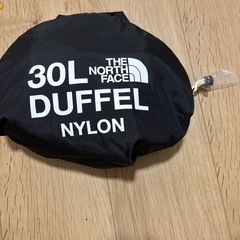 30L THE NORTH FACE
DUFFEL
NYLON